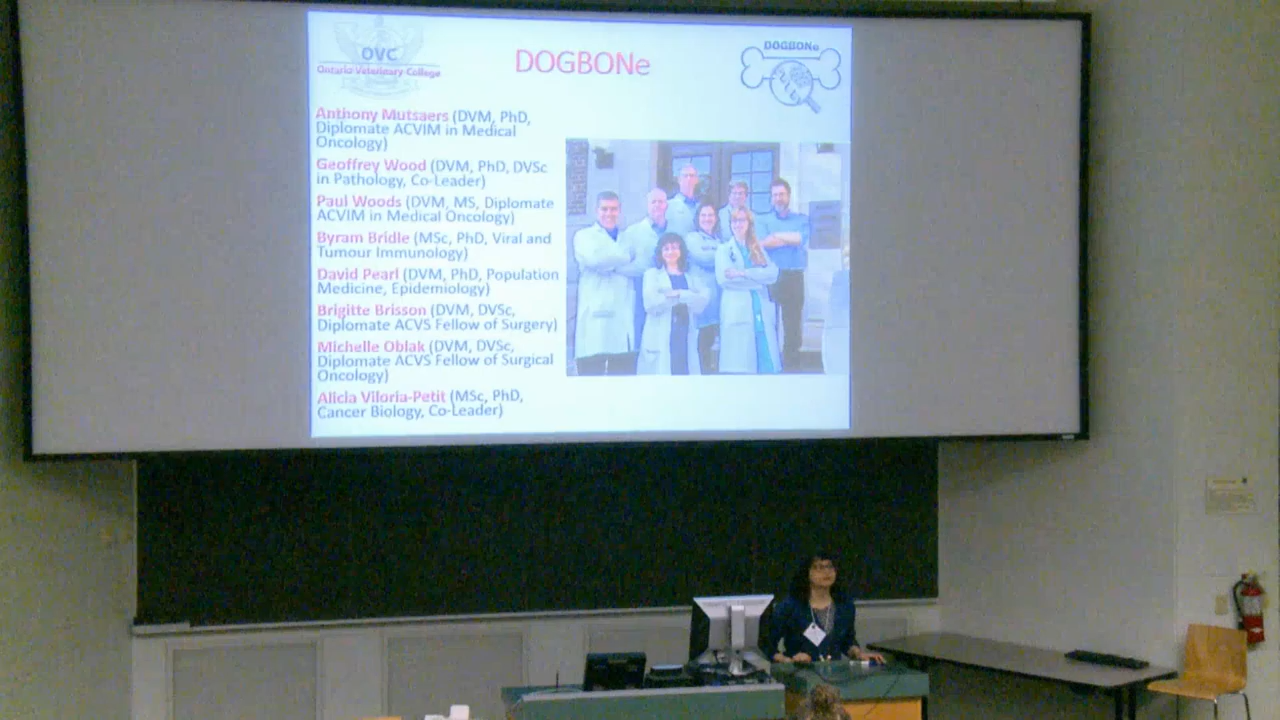 OVC
Ontario Veterinary College
DOGBONe
DOGBONe
Anthony Mutsaers (DVM, PhD,
Diplomate ACVIM in Medical
Oncology)
Geoffrey Wood (DVM, PhD, DVSc
in Pathology, Co-Leader)
Paul Woods (DVM, MS, Diplomate
ACVIM in Medical Oncology)
Byram Bridle (MSc, PhD, Viral and
Tumour Immunology)
David Pearl (DVM, PhD, Population
Medicine, Epidemiology)
Brigitte Brisson (DVM, DVSc,
Diplomate ACVS Fellow of Surgery)
Michelle Oblak (DVM, DVSc,
Diplomate ACVS Fellow of Surgical
Oncology)
Alicia Viloria-Petit (MSc, PhD,
Cancer Biology, Co-Leader)